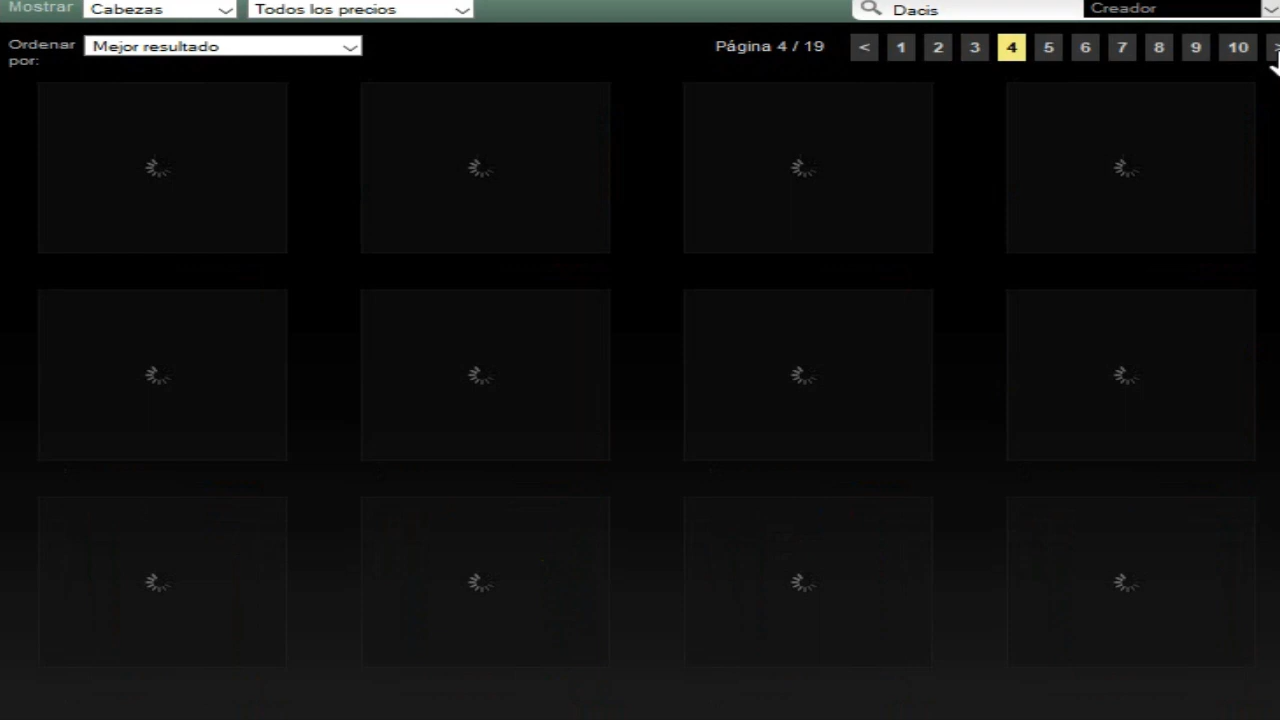 Mostrar Cabezas Todos los precios Dacis Creador
Ordenar por: Mejor resultado Página 4 / 19 < 1 2 3 4 5 6 7 8 9 10 >